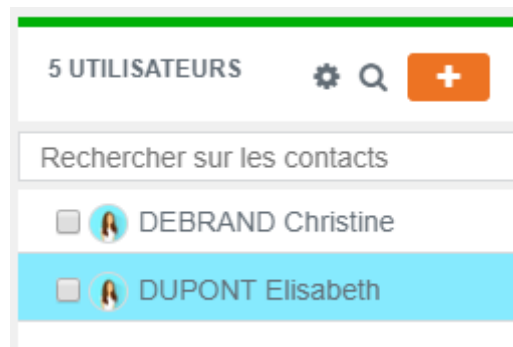 5 UTILISATEURS
Rechercher sur les contacts
DEBRAND Christine
DUPONT Elisabeth